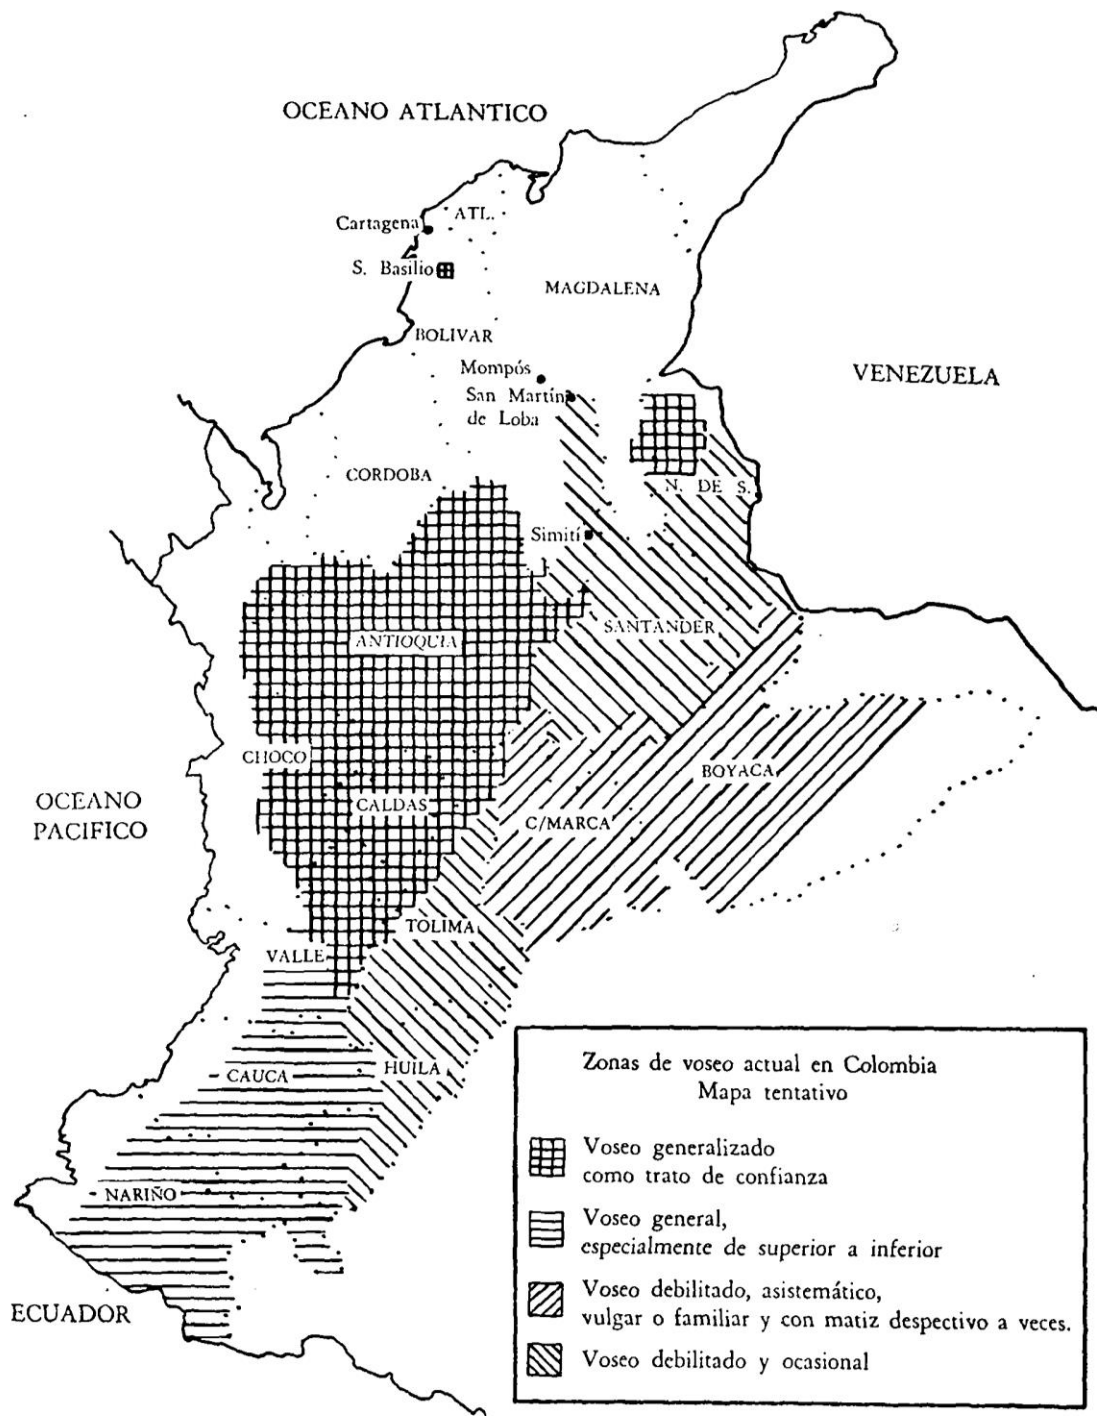 OCEANO ATLANTICO
ATL.
Cartagena
S. Basilio
MAGDALENA
BOLIVAR
Mompós
San Martín
de Loba
VENEZUELA
CORDOBA
N. DE S.
Simití
SANTANDER
ANTIOQUIA
CHOCO
BOYACA
OCEANO
PACIFICO
CALDAS
C/MARCA
TOLIMA
VALLE
HUILA
CAUCA
NARIÑO
ECUADOR
Zonas de voseo actual en Colombia
Mapa tentativo
Voseo generalizado
como trato de confianza
Voseo general,
especialmente de superior a inferior
Voseo debilitado, asistemático,
vulgar o familiar y con matiz despectivo a veces.
Voseo debilitado y ocasional